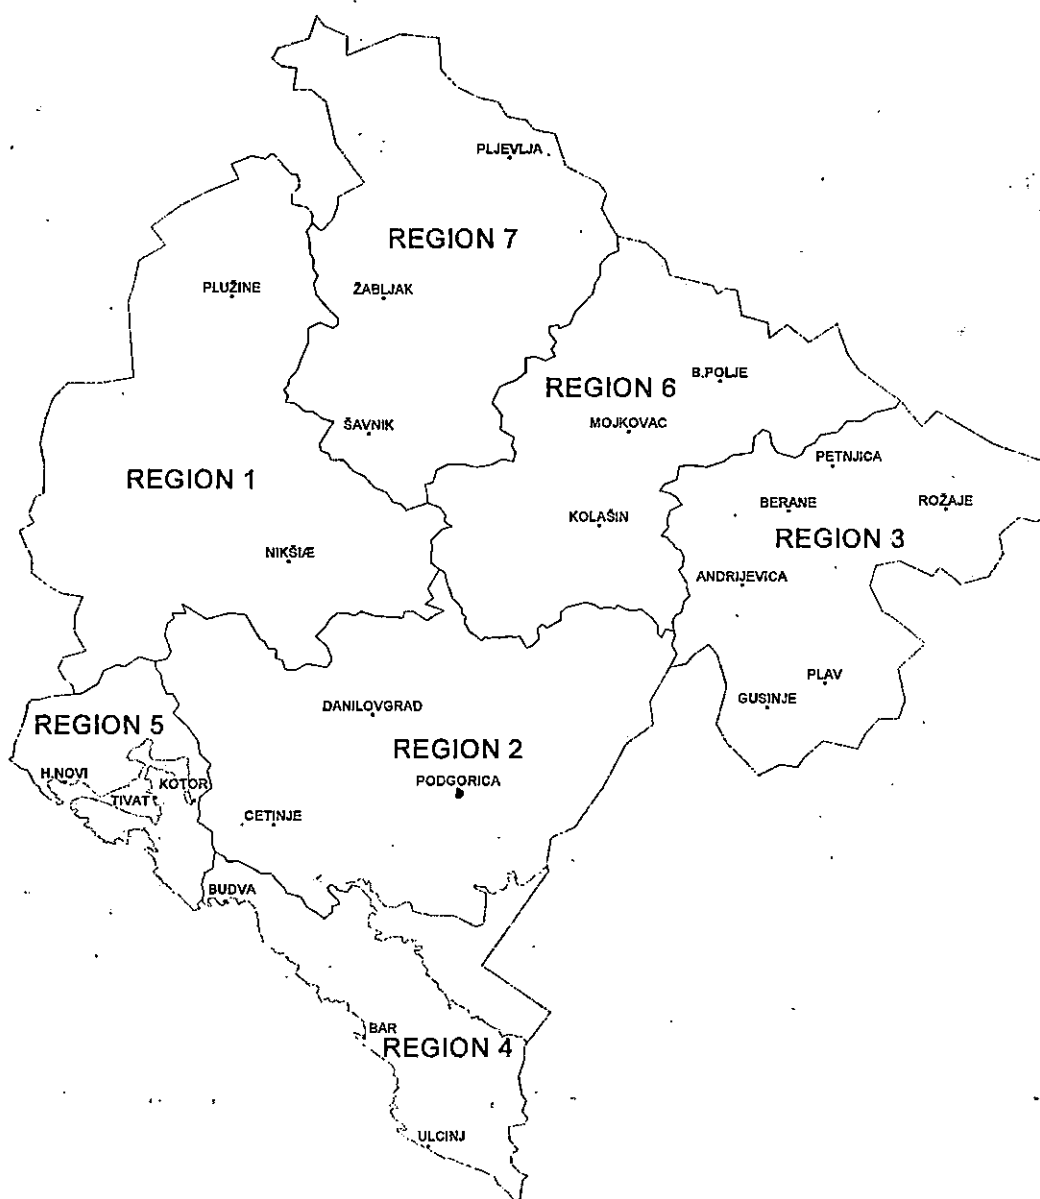 PLJEVLJA
REGION 7
PLUŽINE
ŽABLJAK
B.POLJE
REGION 6
MOJKOVAC
ŠAVNIK
PETNJICA
REGION 1
BERANE
ROŽAJE
KOLAŠIN
REGION 3
NIKŠIÆ
ANDRIJEVICA
PLAV
GUSINJE
DANILOVGRAD
REGION 5
REGION 2
H.NOVI
KOTOR
PODGORICA
TIVAT
CETINJE
BUDVA
BAR
REGION 4
ULCINJ